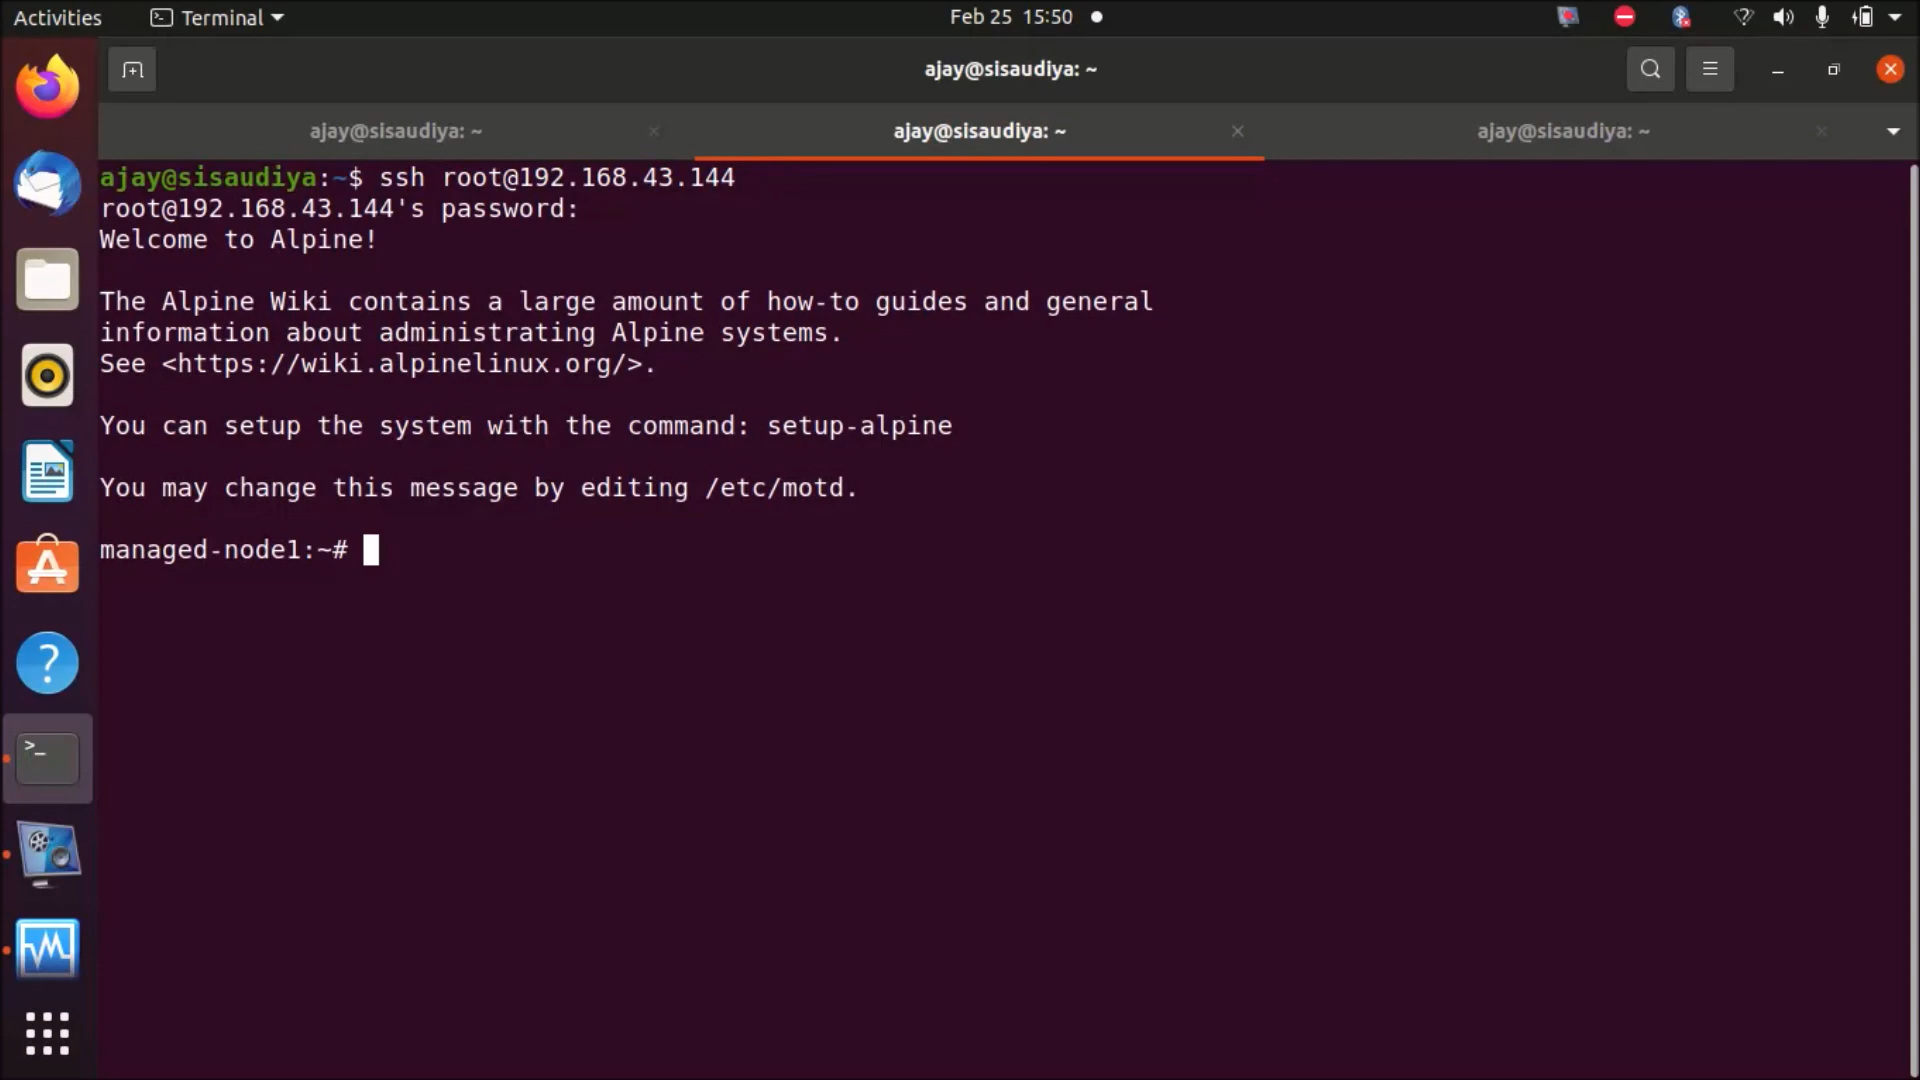 Activities Terminal Feb 25 15:50
ajay@sisaudiya: ~
ajay@sisaudiya: ~ ajay@sisaudiya: ~ ajay@sisaudiya: ~
ajay@sisaudiya:~$ ssh root@192.168.43.144
root@192.168.43.144's password:
Welcome to Alpine!
The Alpine Wiki contains a large amount of how-to guides and general
information about administrating Alpine systems.
See <https://wiki.alpinelinux.org/>.
You can setup the system with the command: setup-alpine
You may change this message by editing /etc/motd.
managed-node1:~#